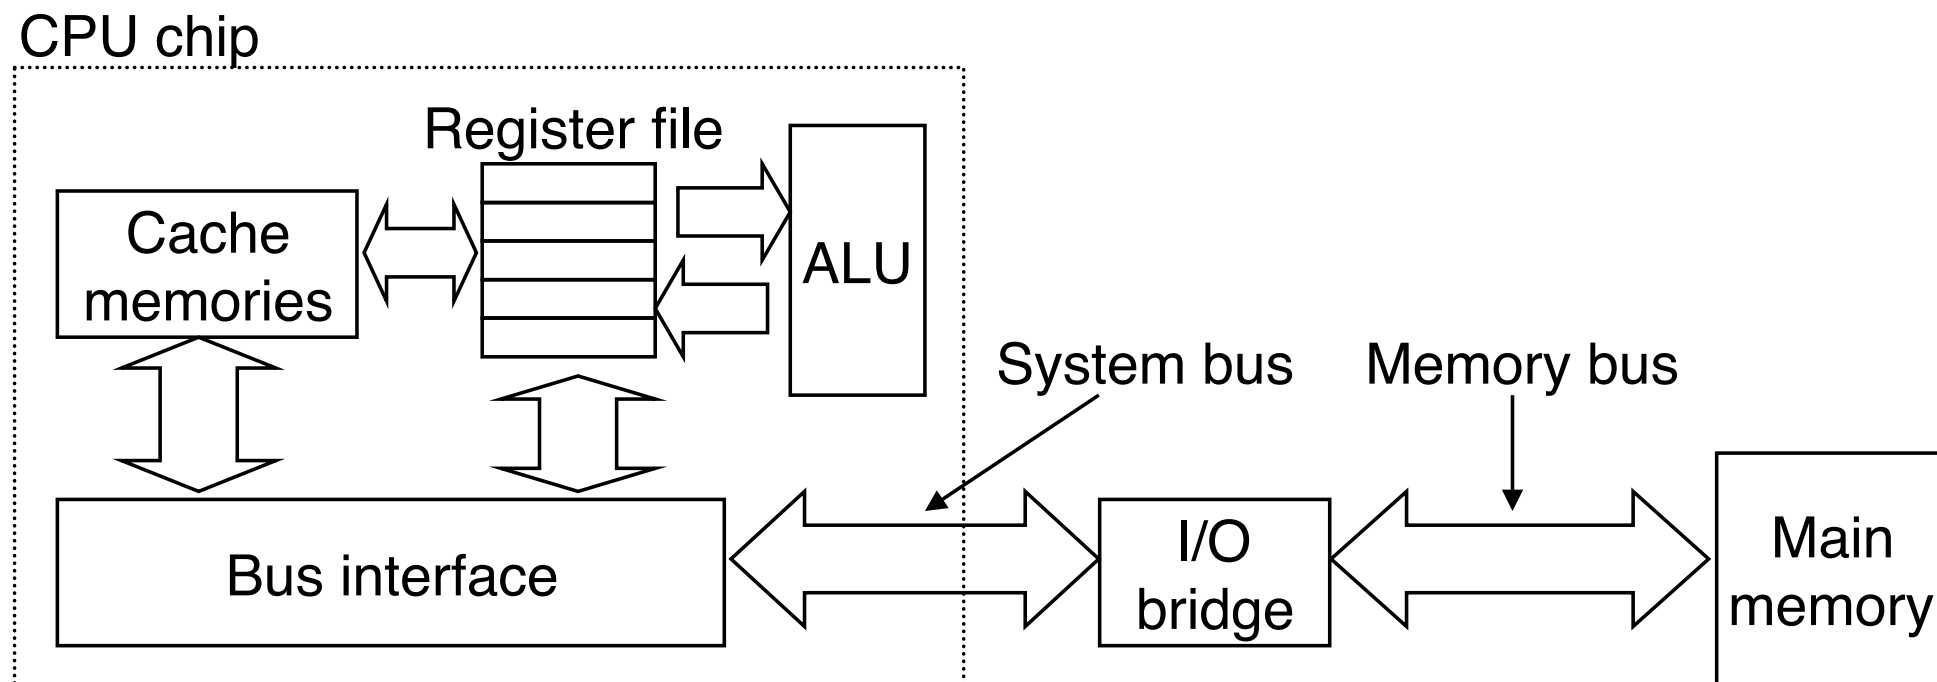 CPU chip
Register file
Cache
memories
ALU
System bus
Memory bus
Bus interface
I/O
bridge
Main
memory